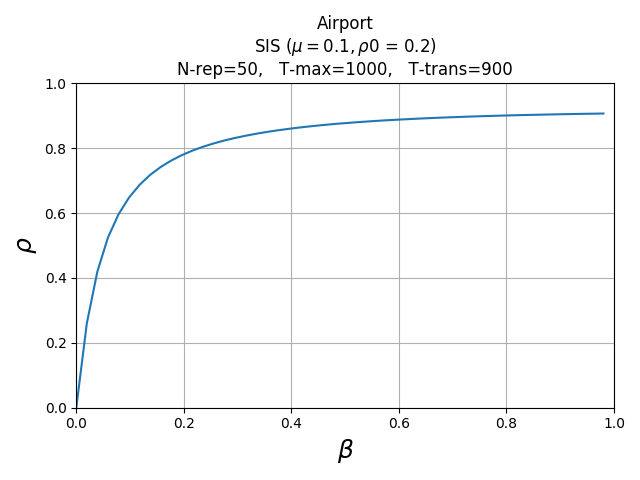 Airport
SIS (μ = 0.1, ρ0 = 0.2)
N-rep=50, T-max=1000, T-trans=900
1.0
0.8
0.6
0.4
0.2
0.0
ρ
0.0 0.2 0.4 0.6 0.8 1.0
β